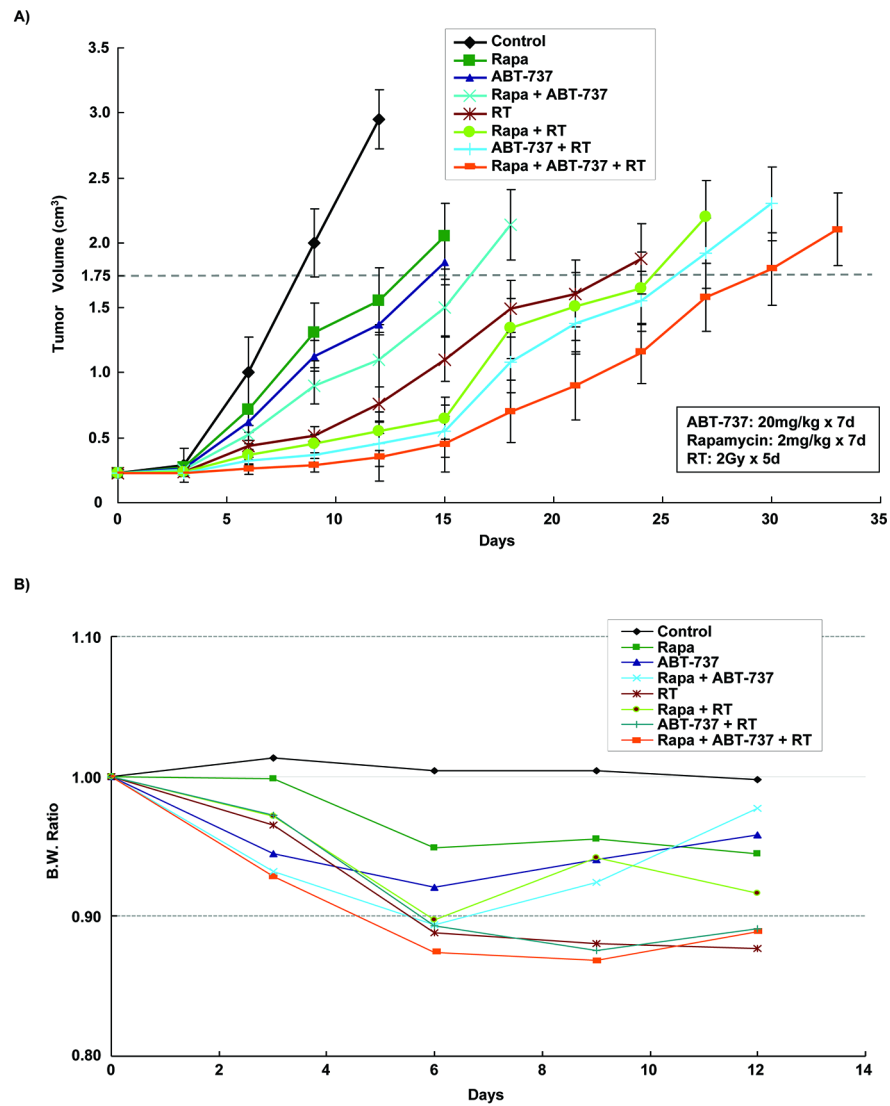 A)
Control
Rapa
ABT-737
Rapa + ABT-737
RT
Rapa + RT
ABT-737 + RT
Rapa + ABT-737 + RT
3.5
3.0
2.5
2.0
1.75
1.5
1.0
0.5
0
Tumor Volume (cm³)
ABT-737: 20mg/kg x 7d
Rapamycin: 2mg/kg x 7d
RT: 2Gy x 5d
0 5 10 15 20 25 30 35
Days
B)
Control
Rapa
ABT-737
Rapa + ABT-737
RT
Rapa + RT
ABT-737 + RT
Rapa + ABT-737 + RT
1.10
1.00
0.90
0.80
B.W. Ratio
0 2 4 6 8 10 12 14
Days